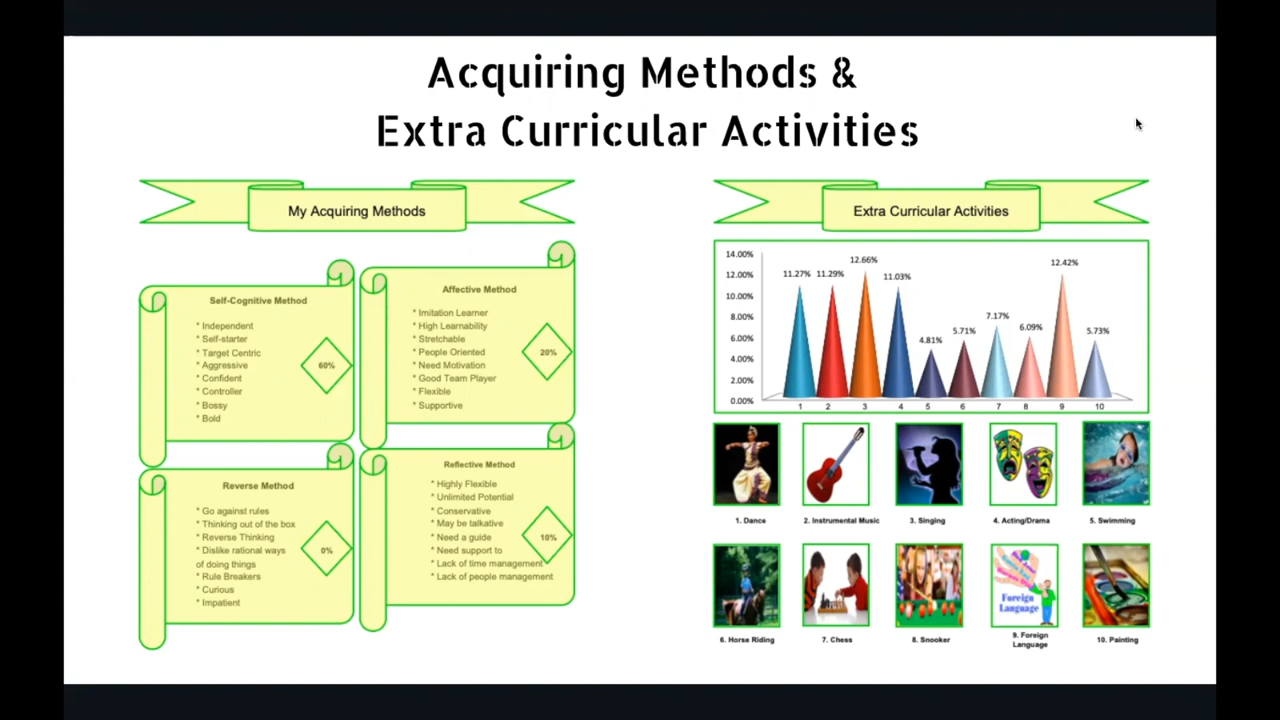 Acquiring Methods &
Extra Curricular Activities
My Acquiring Methods
Self-Cognitive Method
* Independent
* Self-starter
* Target Centric
* Aggressive
* Confident
* Controller
* Bossy
* Bold
60%
Affective Method
* Imitation Learner
* High Learnability
* Stretchable
* People Oriented
* Need Motivation
* Good Team Player
* Flexible
* Supportive
20%
Reverse Method
* Go against rules
* Thinking out of the box
* Reverse Thinking
* Dislike rational ways
of doing things
* Rule Breakers
* Curious
* Impatient
0%
Reflective Method
* Highly Flexible
* Unlimited Potential
* Conservative
* May be talkative
* Need a guide
* Need support to
* Lack of time management
* Lack of people management
10%
Extra Curricular Activities
14.00%
12.00%
10.00%
8.00%
6.00%
4.00%
2.00%
0.00%
11.27% 11.29% 12.66% 11.03% 4.81% 5.71% 7.17% 6.09% 12.42% 5.73%
1 2 3 4 5 6 7 8 9 10
1. Dance
2. Instrumental Music
3. Singing
4. Acting/Drama
5. Swimming
Foreign
Language
6. Horse Riding
7. Chess
8. Snooker
9. Foreign
Language
10. Painting